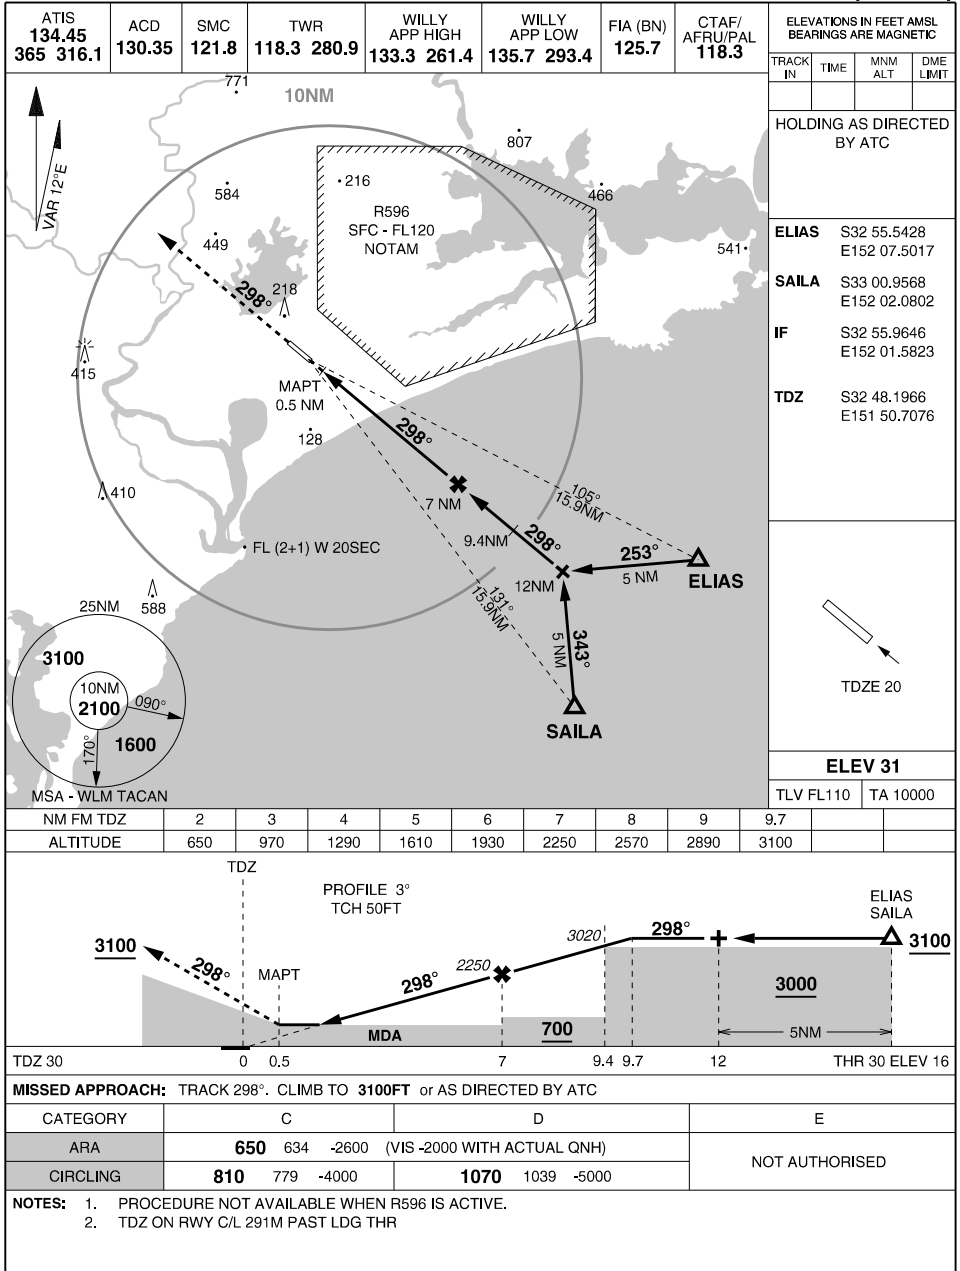 ATIS
134.45
365 316.1
ACD
130.35
SMC
121.8
TWR
118.3 280.9
WILLY
APP HIGH
133.3 261.4
WILLY
APP LOW
135.7 293.4
FIA (BN)
125.7
CTAF/
AFRU/PAL
118.3
ELEVATIONS IN FEET AMSL
BEARINGS ARE MAGNETIC
TRACK IN
TIME
MNM ALT
DME LIMIT
HOLDING AS DIRECTED
BY ATC
ELIAS S32 55.5428
E152 07.5017
SAILA S33 00.9568
E152 02.0802
IF S32 55.9646
E152 01.5823
TDZ S32 48.1966
E151 50.7076
TDZE 20
ELEV 31
TLV FL110 TA 10000
VAR 12°E
771
10NM
807
584
216
466
R596
SFC - FL120
NOTAM
449
541
298°
218
415
MAPT
0.5 NM
128
298°
410
7 NM
105°
15.9NM
9.4NM
298°
FL (2+1) W 20SEC
253°
5 NM
ELIAS
12NM
131°
15.9NM
343°
5 NM
SAILA
588
25NM
3100
10NM
2100
090°
170°
1600
MSA - WLM TACAN
NM FM TDZ 2 3 4 5 6 7 8 9 9.7
ALTITUDE 650 970 1290 1610 1930 2250 2570 2890 3100
TDZ
PROFILE 3°
TCH 50FT
ELIAS
SAILA
3100
298°
MAPT
298°
2250
3020
298°
3100
3000
MDA
700
5NM
TDZ 30 0 0.5 7 9.4 9.7 12 THR 30 ELEV 16
MISSED APPROACH: TRACK 298°. CLIMB TO 3100FT or AS DIRECTED BY ATC
CATEGORY C D E
ARA 650 634 -2600 (VIS -2000 WITH ACTUAL QNH)
NOT AUTHORISED
CIRCLING 810 779 -4000 1070 1039 -5000
NOTES: 1. PROCEDURE NOT AVAILABLE WHEN R596 IS ACTIVE.
2. TDZ ON RWY C/L 291M PAST LDG THR